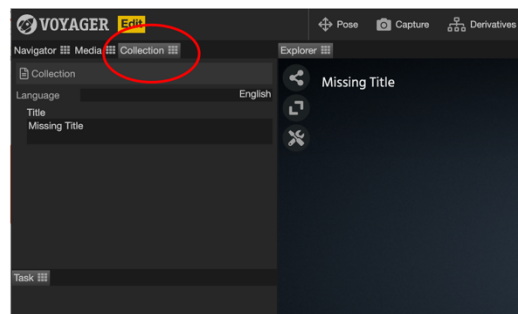 VOYAGER Edit Pose Capture Derivatives
Navigator Media Collection Explorer
Collection
Language English
Title
Missing Title
Missing Title
Task